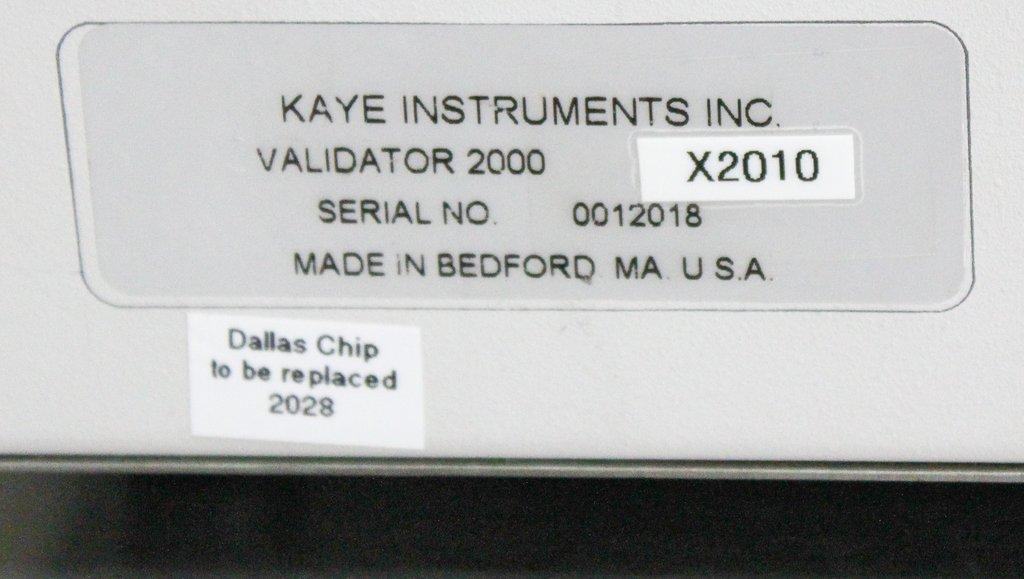 KAYE INSTRUMENTS INC.
VALIDATOR 2000 X2010
SERIAL NO. 0012018
MADE IN BEDFORD MA U S.A.
Dallas Chip
to be replaced
2028